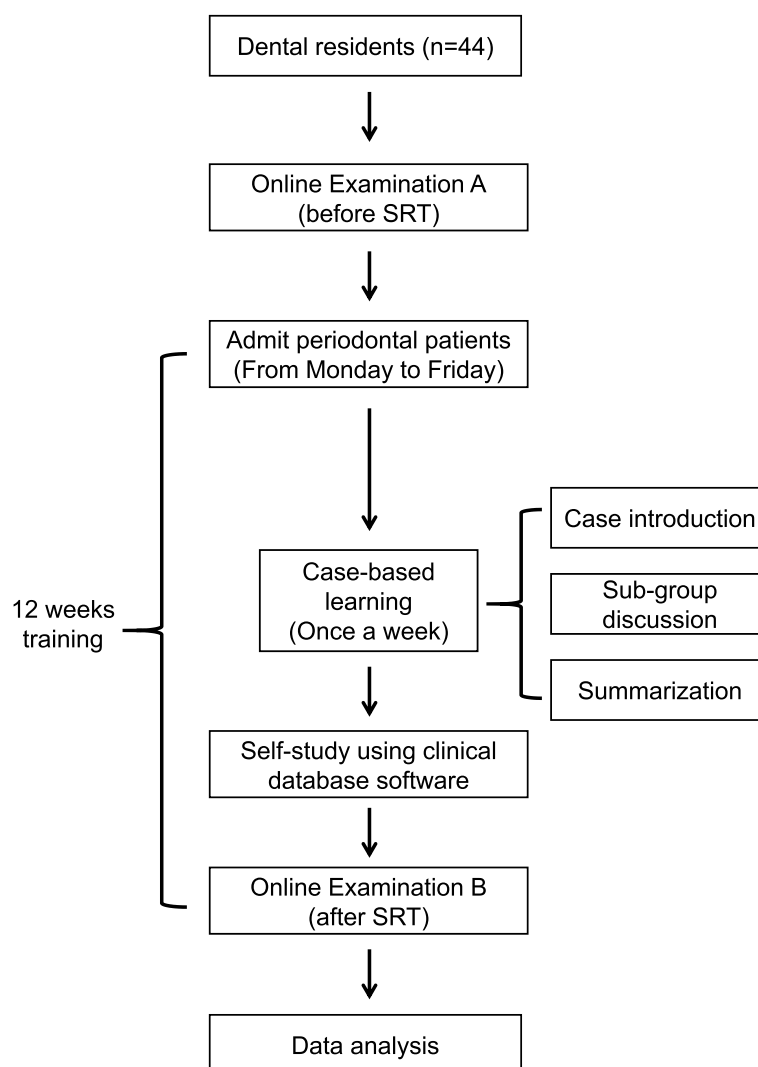 Dental residents (n=44)
Online Examination A
(before SRT)
Admit periodontal patients
(From Monday to Friday)
Case-based
learning
(Once a week)
Case introduction
Sub-group
discussion
Summarization
12 weeks
training
Self-study using clinical
database software
Online Examination B
(after SRT)
Data analysis